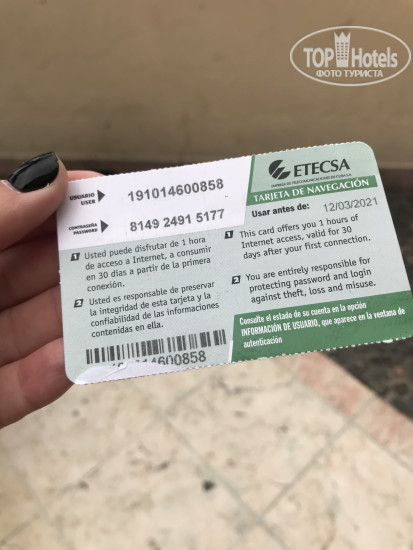 TOP Hotels
ФОТО ТУРИСТА
ETECSA
EMPRESA DE TELECOMUNICACIONES DE CUBA S.A.
TARJETA DE NAVEGACIÓN
Usar antes de: 12/03/2021
USUARIO
USER
191014600858
CONTRASEÑA
PASSWORD
8149 2491 5177
1 Usted puede disfrutar de 1 hora
de acceso a Internet, a consumir
en 30 días a partir de la primera
conexión.
2 Usted es responsable de preservar
la integridad de esta tarjeta y la
confiabilidad de las informaciones
contenidas en ella.
14600858
1 This card offers you 1 hours of
Internet access, valid for 30
days after your first connection.
2 You are entirely responsible for
protecting password and login
against theft, loss and misuse.
Consulte el estado de su cuenta en la opción
INFORMACIÓN DE USUARIO, que aparece en la ventana de
autenticación